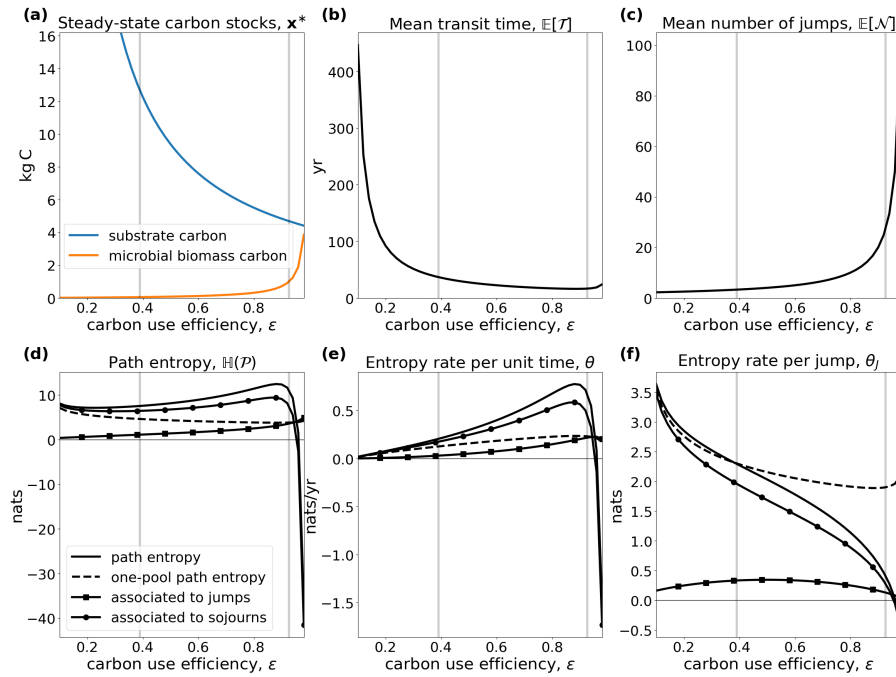 (a)
Steady-state carbon stocks, x*
16
14
12
10
8
6
4
2
0
kg C
substrate carbon
microbial biomass carbon
0.2 0.4 0.6 0.8
carbon use efficiency, ε
(b)
Mean transit time, 𝔼[𝒯]
400
300
200
100
0
yr
0.2 0.4 0.6 0.8
carbon use efficiency, ε
(c)
Mean number of jumps, 𝔼[𝒩]
100
80
60
40
20
0
0.2 0.4 0.6 0.8
carbon use efficiency, ε
(d)
Path entropy, ℍ(𝒫)
10
0
−10
−20
−30
−40
nats
path entropy
one-pool path entropy
associated to jumps
associated to sojourns
0.2 0.4 0.6 0.8
carbon use efficiency, ε
(e)
Entropy rate per unit time, θ
0.5
0.0
−0.5
−1.0
−1.5
nats/yr
0.2 0.4 0.6 0.8
carbon use efficiency, ε
(f)
Entropy rate per jump, θ_J
3.5
3.0
2.5
2.0
1.5
1.0
0.5
0.0
−0.5
nats
0.2 0.4 0.6 0.8
carbon use efficiency, ε